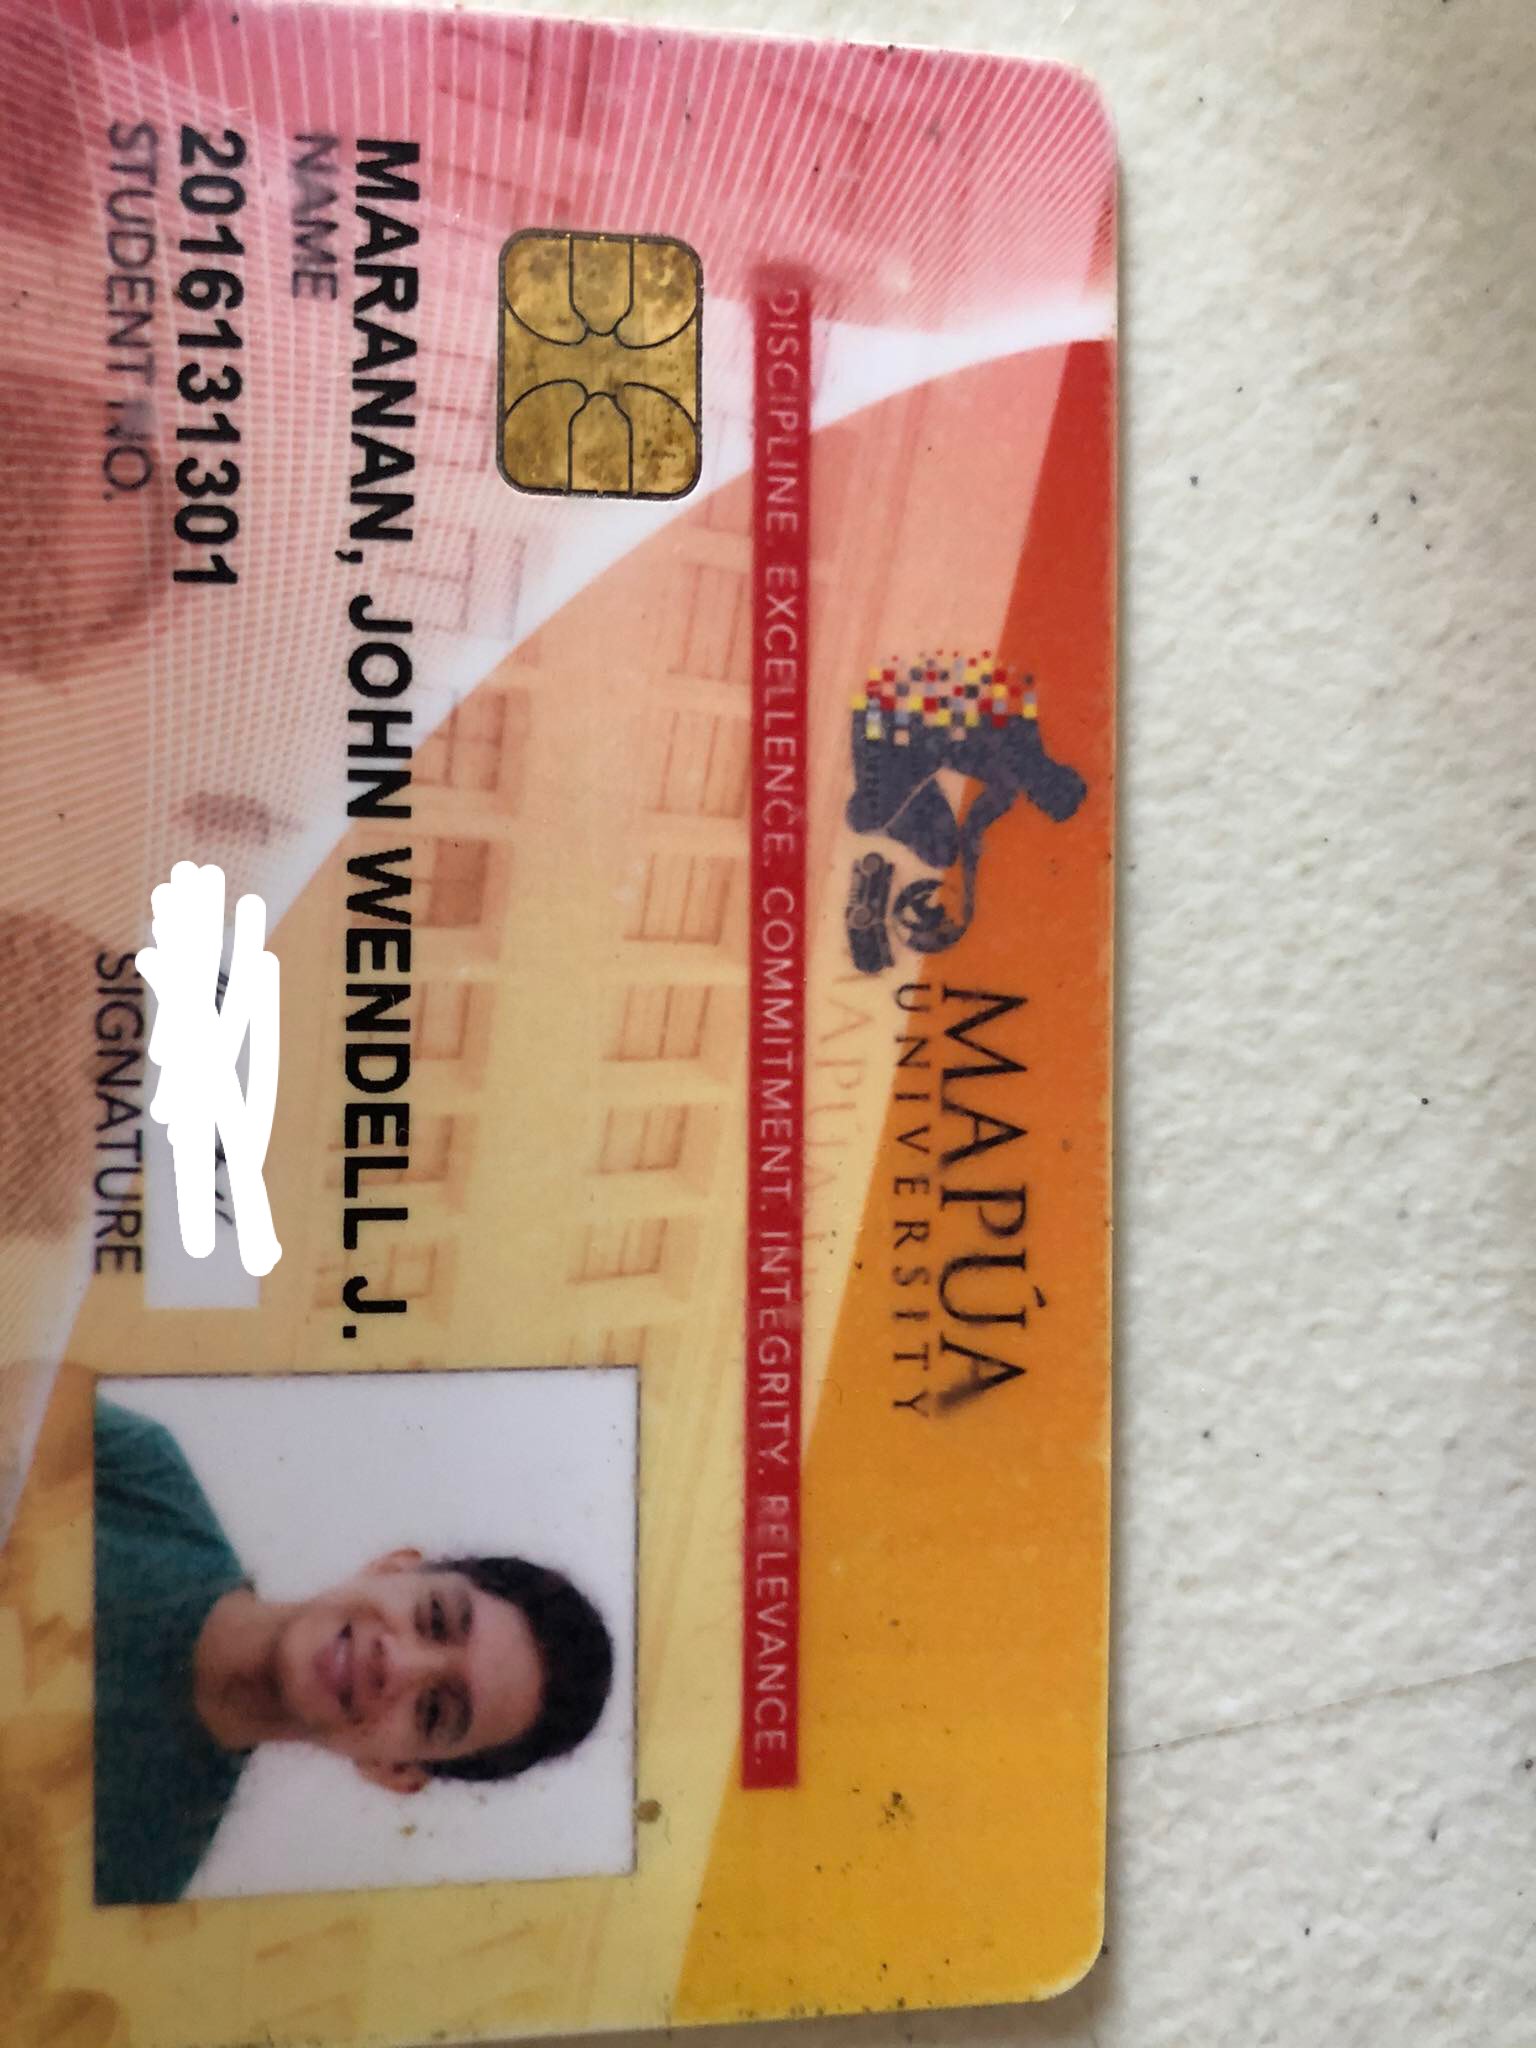 MAPÚA
UNIVERSITY
DISCIPLINE. EXCELLENCE. COMMITMENT. INTEGRITY. RELEVANCE.
MARANAN, JOHN WENDELL J.
NAME
2016131301
STUDENT NO.
SIGNATURE